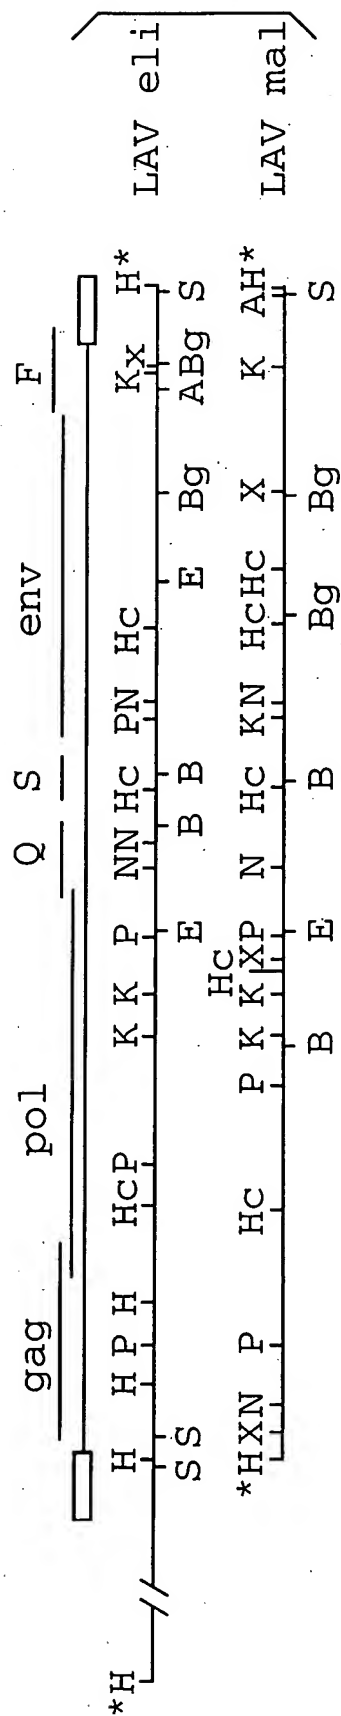 gag pol Q S env F
*H H H P H HcP K K P NN Hc PN Hc Kx H* LAV eli
S S E B B E Bg ABg S
Hc
*HXN P Hc P K K XP N Hc KN HcHc X K AH* LAV mal
B E B Bg Bg S